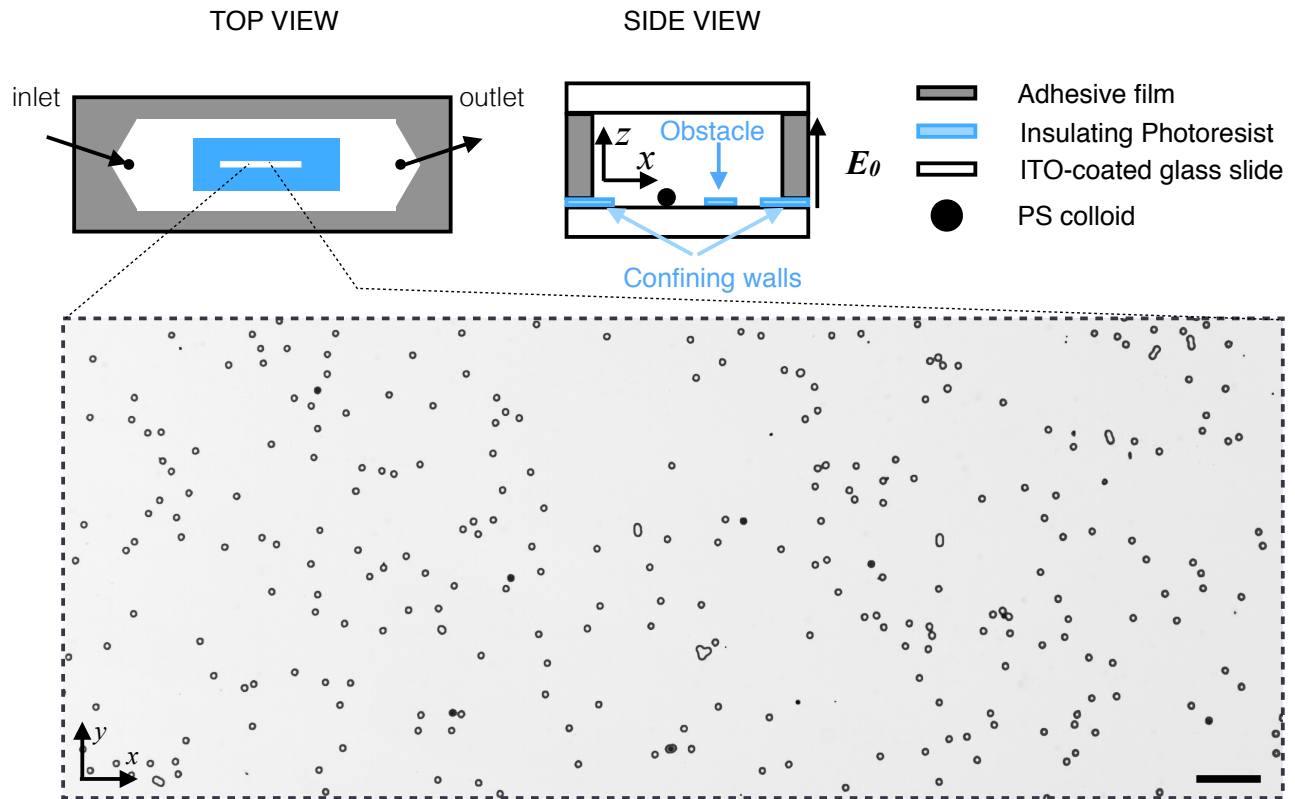 TOP VIEW
SIDE VIEW
inlet
outlet
Obstacle
z
x
E0
Confining walls
Adhesive film
Insulating Photoresist
ITO-coated glass slide
PS colloid
y
x